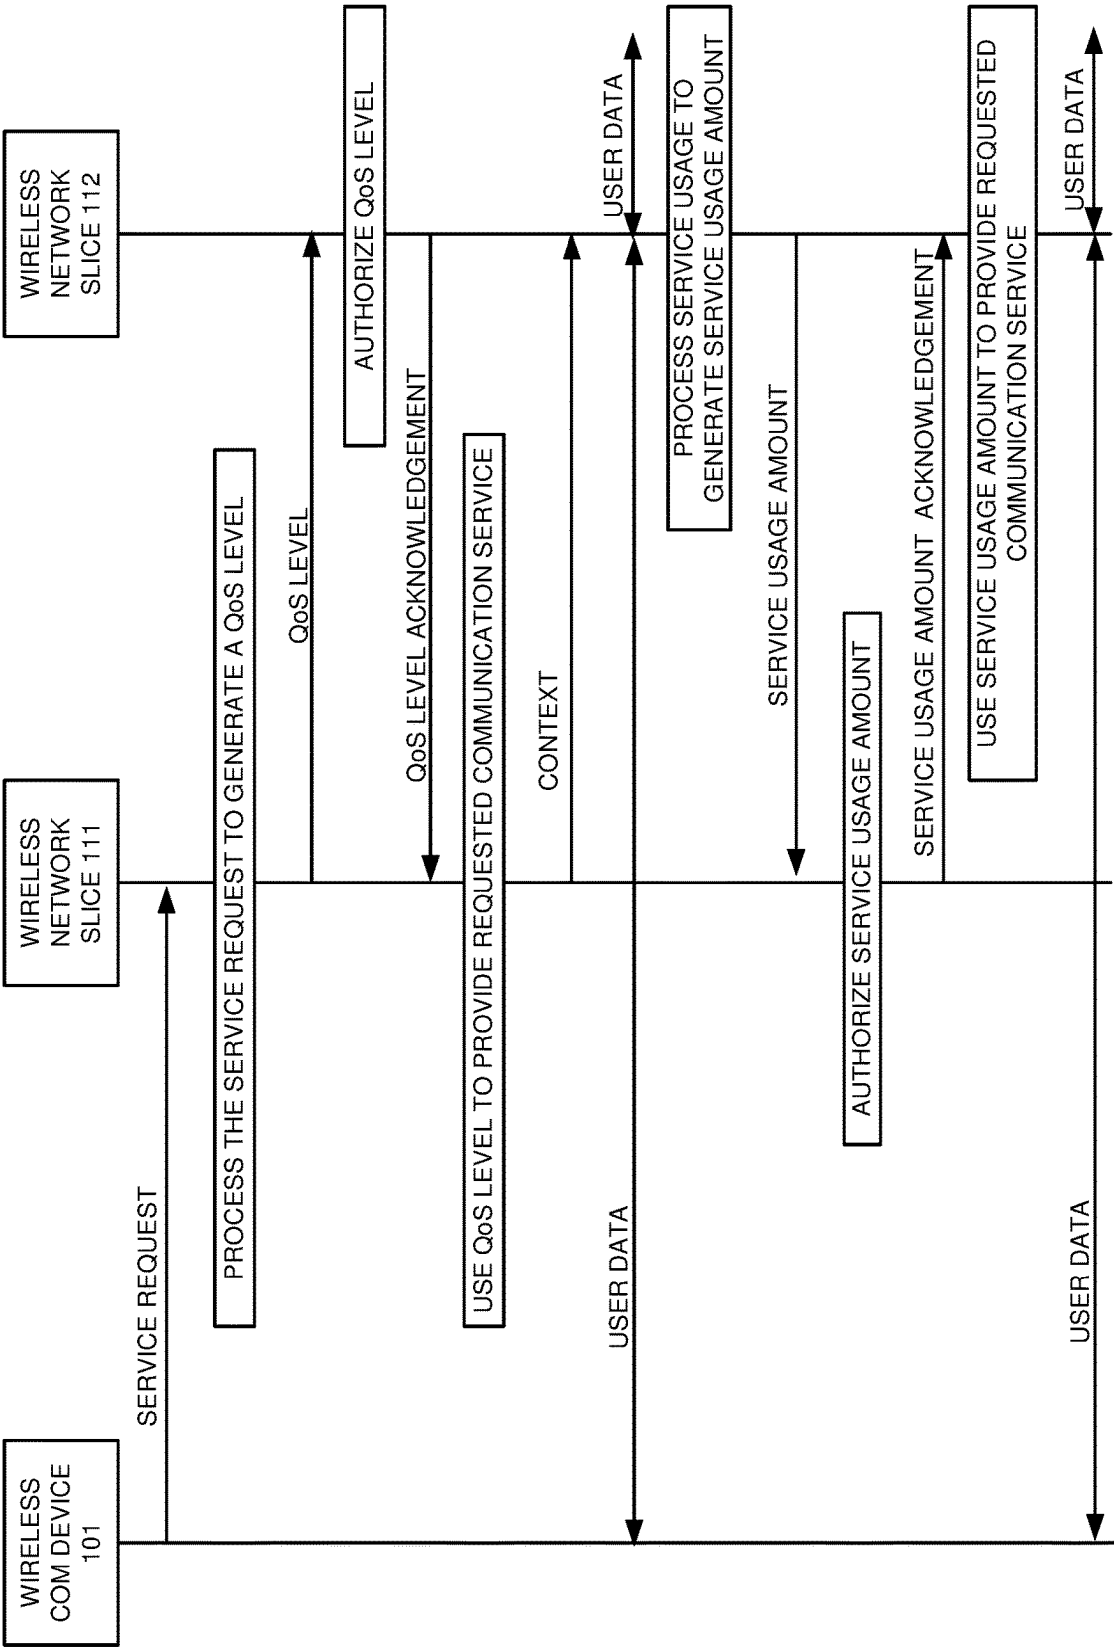 WIRELESS
COM DEVICE
101
WIRELESS
NETWORK
SLICE 111
WIRELESS
NETWORK
SLICE 112
SERVICE REQUEST
PROCESS THE SERVICE REQUEST TO GENERATE A QoS LEVEL
QoS LEVEL
AUTHORIZE QoS LEVEL
QoS LEVEL ACKNOWLEDGEMENT
USE QoS LEVEL TO PROVIDE REQUESTED COMMUNICATION SERVICE
CONTEXT
USER DATA
USER DATA
PROCESS SERVICE USAGE TO
GENERATE SERVICE USAGE AMOUNT
SERVICE USAGE AMOUNT
AUTHORIZE SERVICE USAGE AMOUNT
SERVICE USAGE AMOUNT ACKNOWLEDGEMENT
USE SERVICE USAGE AMOUNT TO PROVIDE REQUESTED
COMMUNICATION SERVICE
USER DATA
USER DATA